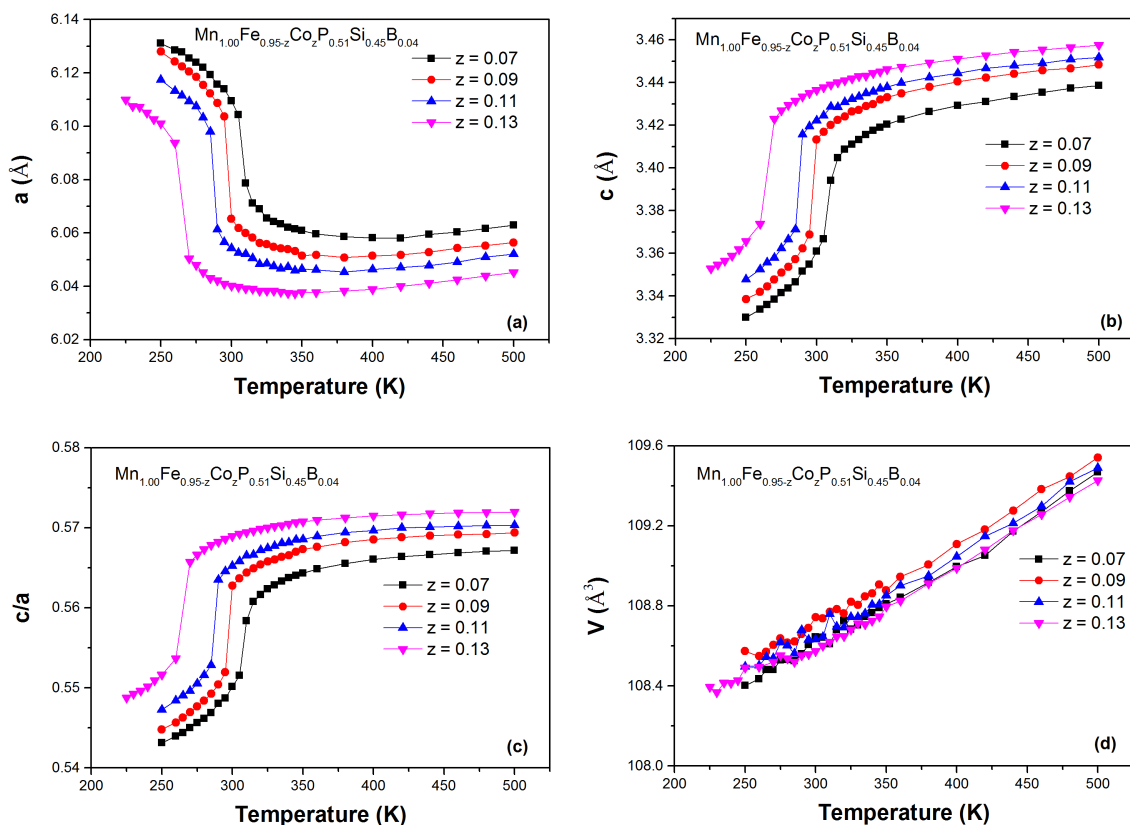 Mn1.00Fe0.95-zCozP0.51Si0.45B0.04
z = 0.07
z = 0.09
z = 0.11
z = 0.13
a (Å)
6.14
6.12
6.10
6.08
6.06
6.04
6.02
200 250 300 350 400 450 500
Temperature (K)
(a)
Mn1.00Fe0.95-zCozP0.51Si0.45B0.04
z = 0.07
z = 0.09
z = 0.11
z = 0.13
c (Å)
3.46
3.44
3.42
3.40
3.38
3.36
3.34
3.32
200 250 300 350 400 450 500
Temperature (K)
(b)
Mn1.00Fe0.95-zCozP0.51Si0.45B0.04
z = 0.07
z = 0.09
z = 0.11
z = 0.13
c/a
0.58
0.57
0.56
0.55
0.54
200 250 300 350 400 450 500
Temperature (K)
(c)
Mn1.00Fe0.95-zCozP0.51Si0.45B0.04
z = 0.07
z = 0.09
z = 0.11
z = 0.13
V (Å3)
109.6
109.2
108.8
108.4
108.0
200 250 300 350 400 450 500
Temperature (K)
(d)